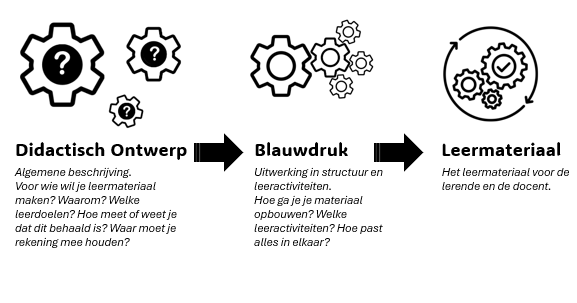 Didactisch Ontwerp
Algemene beschrijving.
Voor wie wil je leermateriaal
maken? Waarom? Welke
leerdoelen? Hoe meet of weet je
dat dit behaald is? Waar moet je
rekening mee houden?
Blauwdruk
Uitwerking in structuur en
leeractiviteiten.
Hoe ga je je materiaal
opbouwen? Welke
leeractiviteiten? Hoe past
alles in elkaar?
Leermateriaal
Het leermateriaal voor de
lerende en de docent.